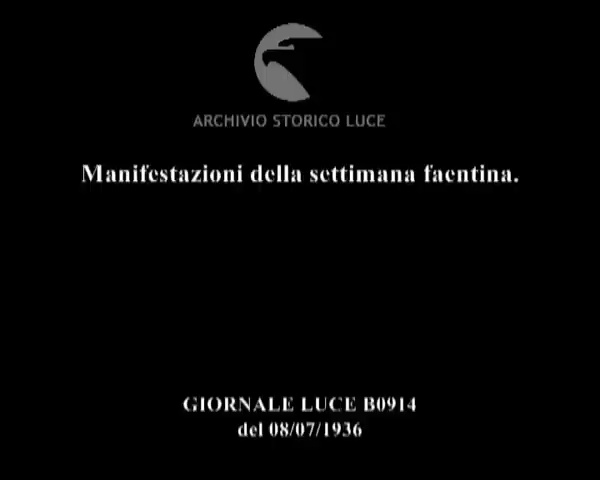 ARCHIVIO STORICO LUCE
Manifestazioni della settimana faentina.
GIORNALE LUCE B0914
del 08/07/1936